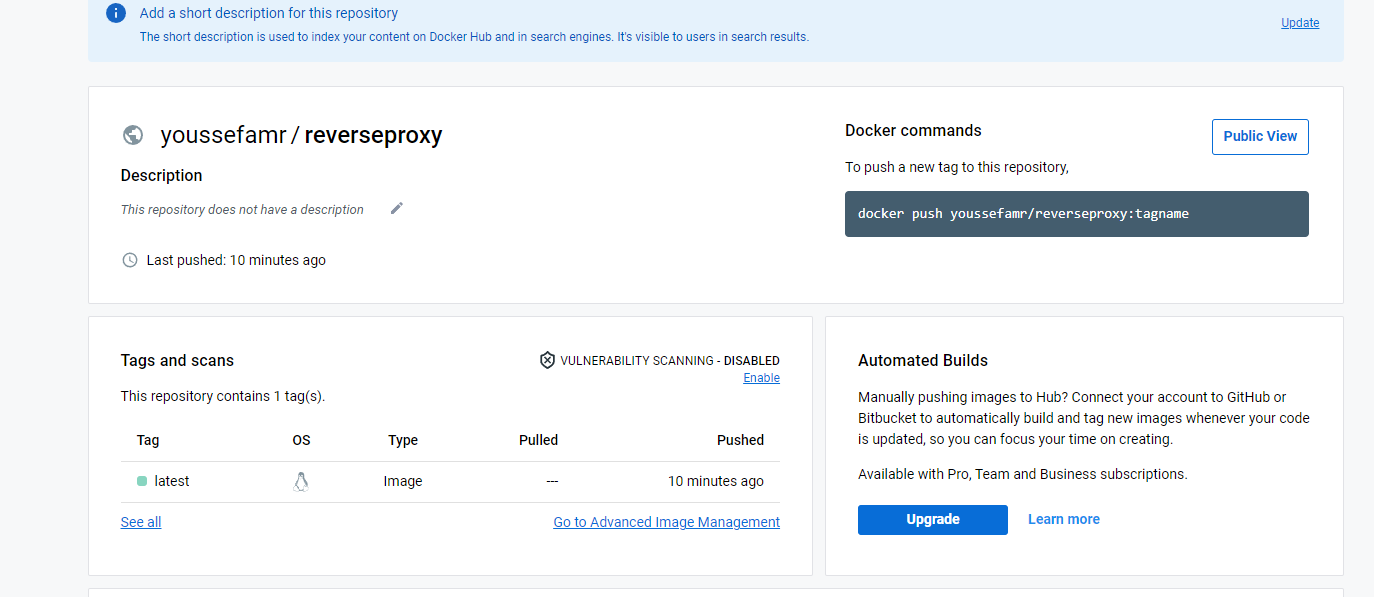 Add a short description for this repository
Update
The short description is used to index your content on Docker Hub and in search engines. It's visible to users in search results.
youssefamr / reverseproxy
Description
This repository does not have a description
Last pushed: 10 minutes ago
Docker commands
Public View
To push a new tag to this repository,
docker push youssefamr/reverseproxy:tagname
Tags and scans
VULNERABILITY SCANNING - DISABLED
Enable
This repository contains 1 tag(s).
Tag OS Type Pulled Pushed
latest Image --- 10 minutes ago
See all
Go to Advanced Image Management
Automated Builds
Manually pushing images to Hub? Connect your account to GitHub or
Bitbucket to automatically build and tag new images whenever your code
is updated, so you can focus your time on creating.
Available with Pro, Team and Business subscriptions.
Upgrade
Learn more